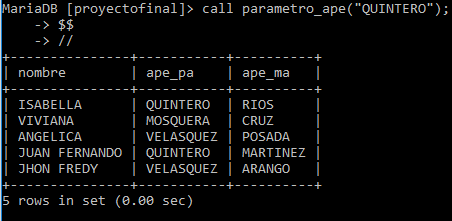 MariaDB [proyectofinal]> call parametro_ape("QUINTERO");
    -> $$
    -> //
+---------------+-----------+----------+
| nombre        | ape_pa    | ape_ma   |
+---------------+-----------+----------+
| ISABELLA      | QUINTERO  | RIOS     |
| VIVIANA       | MOSQUERA  | CRUZ     |
| ANGELICA      | VELASQUEZ | POSADA   |
| JUAN FERNANDO | QUINTERO  | MARTINEZ |
| JHON FREDY    | VELASQUEZ | ARANGO   |
+---------------+-----------+----------+
5 rows in set (0.00 sec)